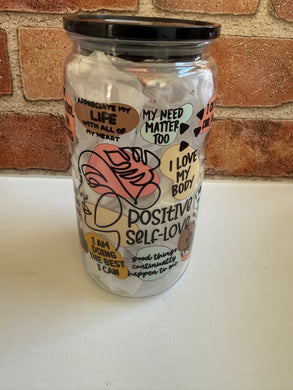 APPRECIATE MY
LIFE
WITH ALL OF
MY HEART
MY NEED
MATTER
TOO
I LOVE
MY
BODY
POSITIVE
SELF-LOVE
I AM
DOING
THE BEST
I CAN
good things
continually
happen to me